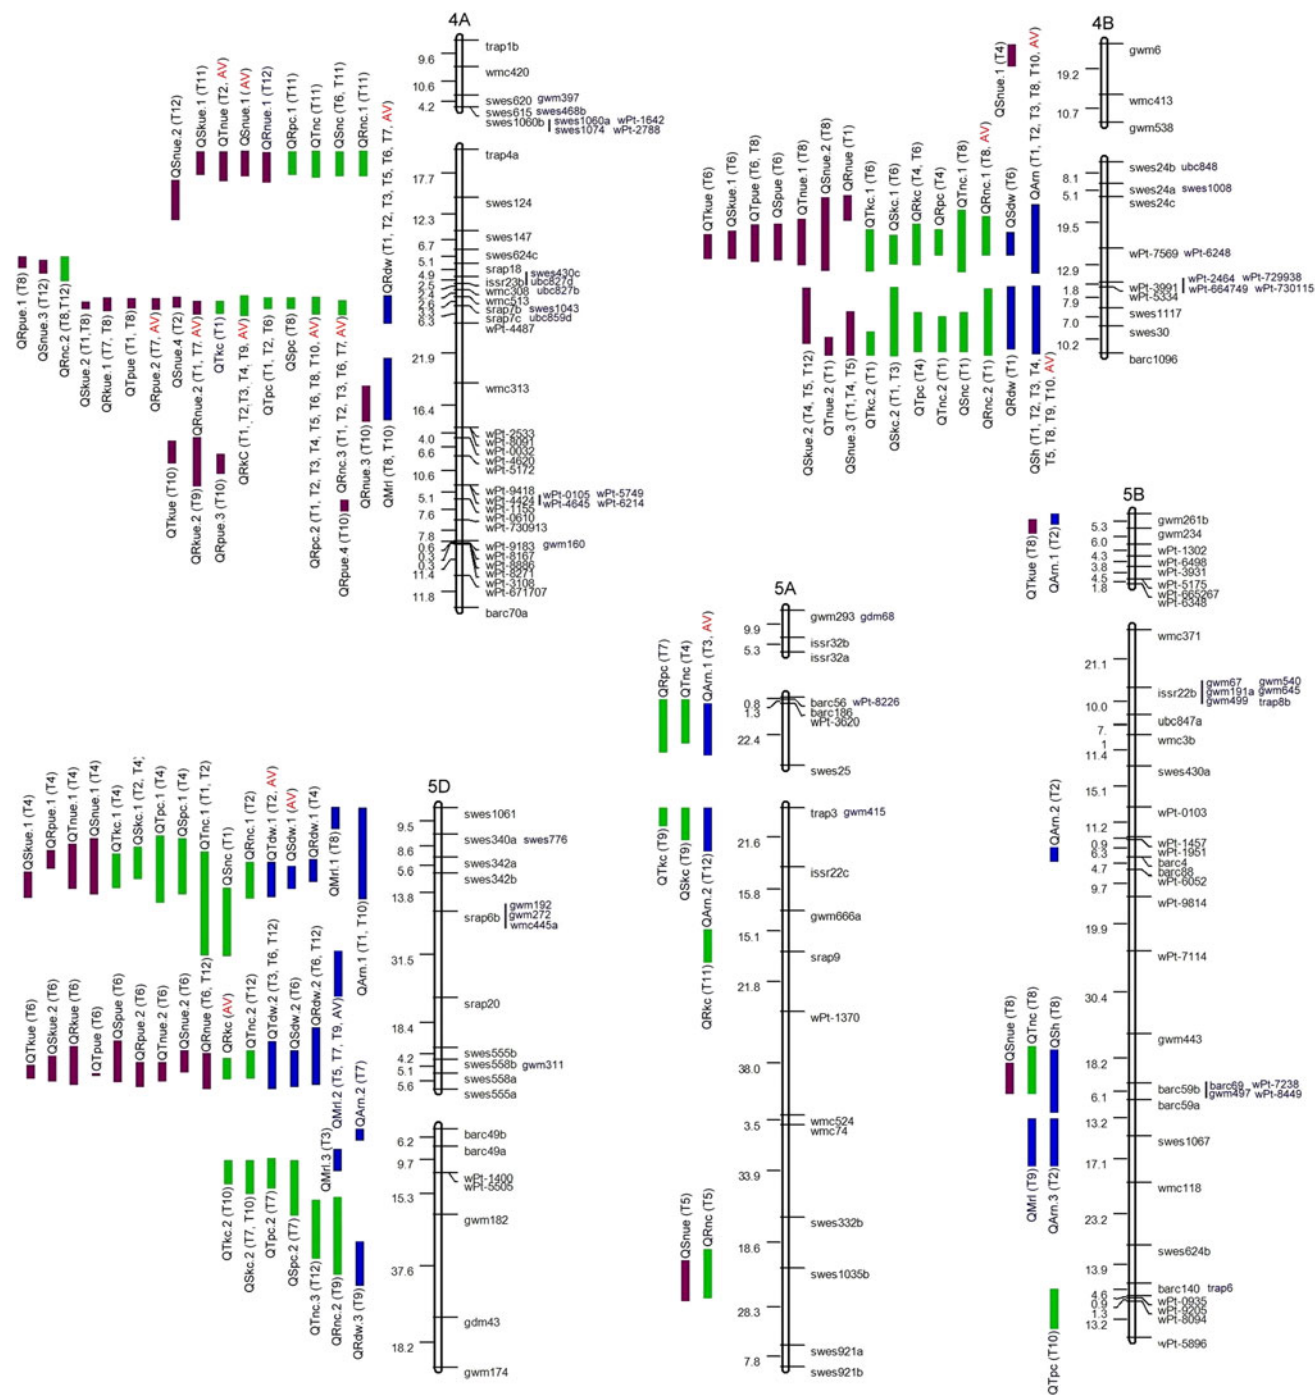 4A
trap1b
9.6
wmc420
10.6
4.2
swes620 gwm397
swes615 swes468b
swes1060b swes1060a wPt-1642
swes1074 wPt-2788
trap4a
17.7
swes124
12.3
swes147
6.7
swes624c
5.1
srap18
4.9
swes430c
issr23b ubc827d
2.5
wmc308 ubc827b
2.4
wmc513
2.6
srap7b swes1043
3.3
srap7c ubc859d
6.3
wPt-4487
21.9
wmc313
16.4
wPt-2533
4.0
wPt-8091
6.6
wPt-0032
wPt-4620
10.6
wPt-5172
wPt-9418
5.1
wPt-4424 wPt-0105 wPt-5749
wPt-1155 wPt-4645 wPt-6214
7.6
wPt-0610
wPt-730913
7.8
0.6
wPt-9183 gwm160
0.3
wPt-8167
0.3
wPt-8886
11.4
wPt-8271
wPt-3108
11.8
wPt-671707
barc70a
QSnue.2 (T12)
QSkue.1 (T11)
QTnue (T2, AV)
QSnue.1 (AV)
QRnue.1 (T12)
QRpc.1 (T11)
QTnc (T11)
QSnc (T6, T11)
QRnc.1 (T11)
QRdw (T1, T2, T3, T5, T6, T7, AV)
QRpue.1 (T8)
QSnue.3 (T12)
QRnc.2 (T8, T12)
QSkue.2 (T1, T8)
QRkue.1 (T7, T8)
QTpue (T1, T8)
QRpue.2 (T7, AV)
QSnue.4 (T2)
QRnue.2 (T1, T7, AV)
QTkc (T1)
QRkC (T1, T2, T3, T4, T9, AV)
QTpc (T1, T2, T6)
QSpc (T8)
QRpc.2 (T1, T2, T3, T4, T5, T6, T8, T10, AV)
QRnc.3 (T1, T2, T3, T6, T7, AV)
QRnue.3 (T10)
QMrl (T8, T10)
QTkue (T10)
QRkue.2 (T9)
QRpue.3 (T10)
QRpue.4 (T10)
4B
gwm6
19.2
wmc413
10.7
gwm538
swes24b ubc848
8.1
swes24a swes1008
5.1
swes24c
19.5
wPt-7569 wPt-6248
12.9
wPt-2464 wPt-729938
1.8
wPt-3991 wPt-664749 wPt-730115
wPt-5334
7.9
swes1117
7.0
swes30
10.2
barc1096
QSnue.1 (T4)
QArn (T1, T2, T3, T8, T10, AV)
QTkue (T6)
QSkue.1 (T6)
QTpue (T6, T8)
QSpue (T6)
QTnue.1 (T8)
QSnue.2 (T8)
QRnue (T1)
QTkc.1 (T6)
QSkc.1 (T6)
QRkc (T4, T6)
QRpc (T4)
QTnc.1 (T8)
QRnc.1 (T8, AV)
QSdw (T6)
QSkue.2 (T4, T5, T12)
QTnue.2 (T1)
QSnue.3 (T1, T4, T5)
QTkc.2 (T1)
QSkc.2 (T1, T3)
QTpc (T4)
QTnc.2 (T1)
QSnc (T1)
QRnc.2 (T1)
QRdw (T1)
QSh (T1, T2, T3, T4,
T5, T8, T9, T10, AV)
5A
gwm293 gdm68
9.9
issr32b
5.3
issr32a
0.8
barc56 wPt-8226
1.3
barc186
wPt-3620
22.4
swes25
trap3 gwm415
21.6
issr22c
15.8
gwm666a
15.1
srap9
21.8
wPt-1370
38.0
wmc524
3.5
wmc74
33.9
swes332b
18.6
swes1035b
28.3
swes921a
7.8
swes921b
QRpc (T7)
QTnc (T4)
QArn.1 (T3, AV)
QTkc (T9)
QSkc (T9)
QArn.2 (T12)
QRkc (T11)
QSnue (T5)
QRnc (T5)
5B
gwm261b
5.3
gwm234
6.0
wPt-1302
4.3
wPt-6498
3.8
wPt-3931
4.5
wPt-5175
1.8
wPt-665267
wPt-6348
wmc371
21.1
gwm67 gwm540
issr22b gwm191a gwm645
10.0
gwm499 trap8b
ubc847a
7.
1
wmc3b
11.4
swes430a
15.1
wPt-0103
11.2
0.9
wPt-1457
6.3
wPt-1951
barc4
4.7
barc88
9.7
wPt-6052
wPt-9814
19.9
wPt-7114
30.4
gwm443
18.2
barc59b barc69 wPt-7238
6.1
gwm497 wPt-8449
barc59a
13.2
swes1067
17.1
wmc118
23.2
swes624b
13.9
barc140 trap6
4.6
0.9
wPt-0935
1.3
wPt-9205
13.2
wPt-8094
wPt-5896
QTkue (T8)
QArn.1 (T2)
QArn.2 (T2)
QSnue (T8)
QTnc (T8)
QSh (T8)
QMrl (T9)
QArn.3 (T2)
QTpc (T10)
5D
swes1061
9.5
swes340a swes776
8.6
swes342a
5.6
swes342b
13.8
gwm192
srap6b gwm272
wmc445a
31.5
srap20
18.4
swes555b
4.2
swes558b gwm311
5.1
swes558a
5.6
swes555a
barc49b
6.2
barc49a
9.7
wPt-1400
wPt-5505
15.3
gwm182
37.6
gdm43
18.2
gwm174
QSkue.1 (T4)
QRpue.1 (T4)
QTnue.1 (T4)
QSnue.1 (T4)
QTkc.1 (T4)
QSkc.1 (T2, T4)
QTpc.1 (T4)
QSpc.1 (T4)
QTnc.1 (T1, T2)
QSnc (T1)
QRnc.1 (T2)
QTdw.1 (T2, AV)
QSdw.1 (AV)
QRdw.1 (T4)
QMrl.1 (T8)
QArn.1 (T1, T10)
QTkue (T6)
QSkue.2 (T6)
QRkue (T6)
QTpue (T6)
QSpue (T6)
QRpue.2 (T6)
QTnue.2 (T6)
QSnue.2 (T6)
QRnue (T6, T12)
QRkc (AV)
QTnc.2 (T12)
QTdw.2 (T3, T6, T12)
QSdw.2 (T6)
QRdw.2 (T6, T12)
QMrl.2 (T5, T7, T9, AV)
QArn.2 (T7)
QMrl.3 (T3)
QTkc.2 (T10)
QSkc.2 (T7, T10)
QTpc.2 (T7)
QSpc.2 (T7)
QTnc.3 (T12)
QRnc.2 (T9)
QRdw.3 (T9)